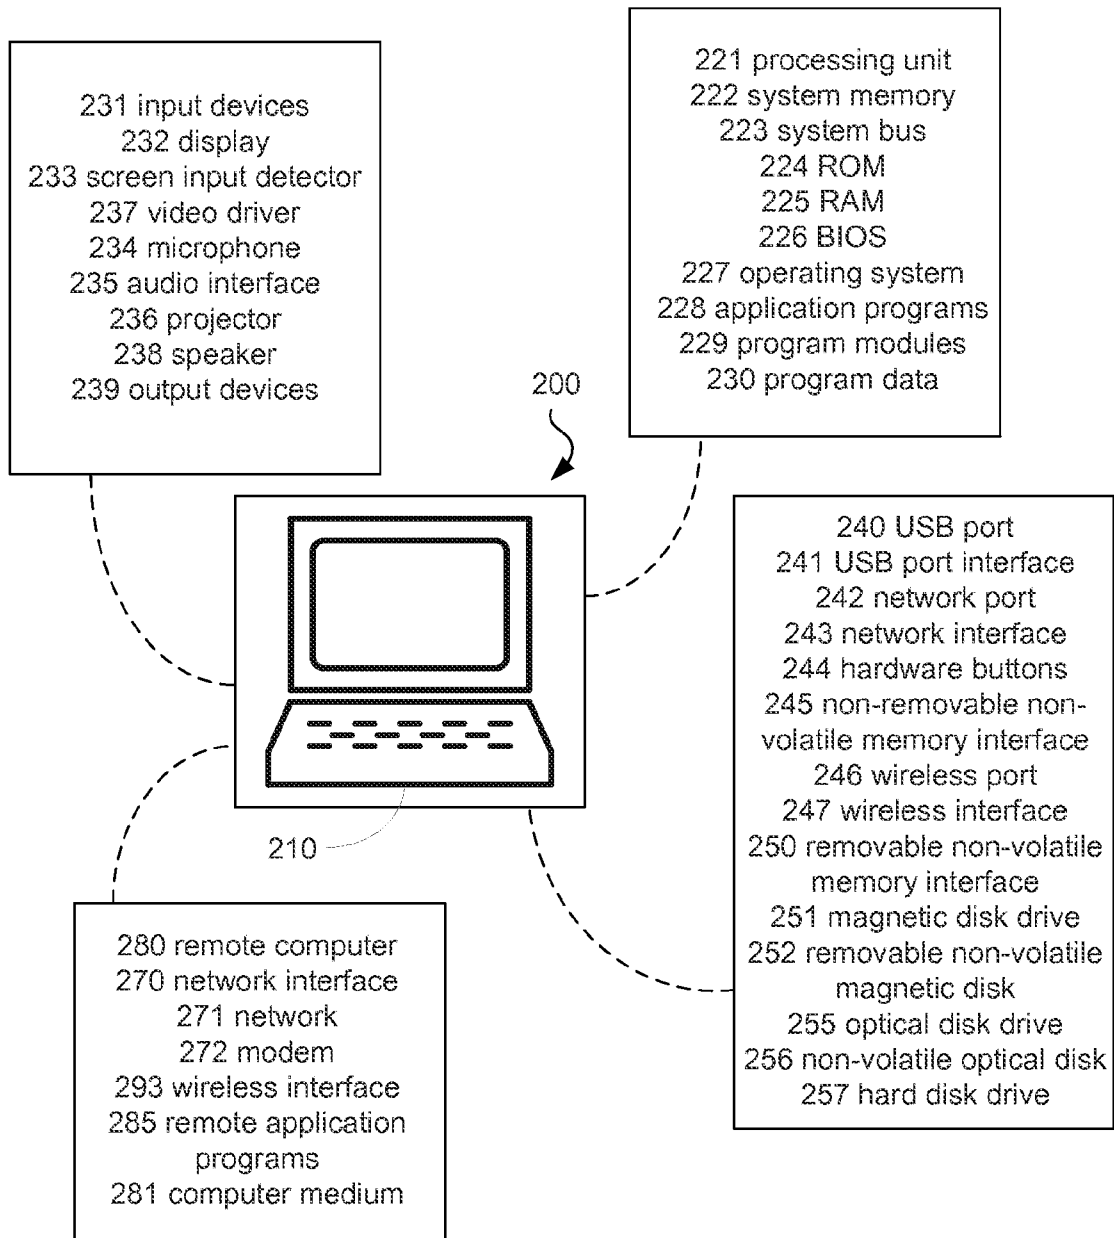 231 input devices
232 display
233 screen input detector
237 video driver
234 microphone
235 audio interface
236 projector
238 speaker
239 output devices
221 processing unit
222 system memory
223 system bus
224 ROM
225 RAM
226 BIOS
227 operating system
228 application programs
229 program modules
230 program data
200
210
240 USB port
241 USB port interface
242 network port
243 network interface
244 hardware buttons
245 non-removable non-
volatile memory interface
246 wireless port
247 wireless interface
250 removable non-volatile
memory interface
251 magnetic disk drive
252 removable non-volatile
magnetic disk
255 optical disk drive
256 non-volatile optical disk
257 hard disk drive
280 remote computer
270 network interface
271 network
272 modem
293 wireless interface
285 remote application
programs
281 computer medium